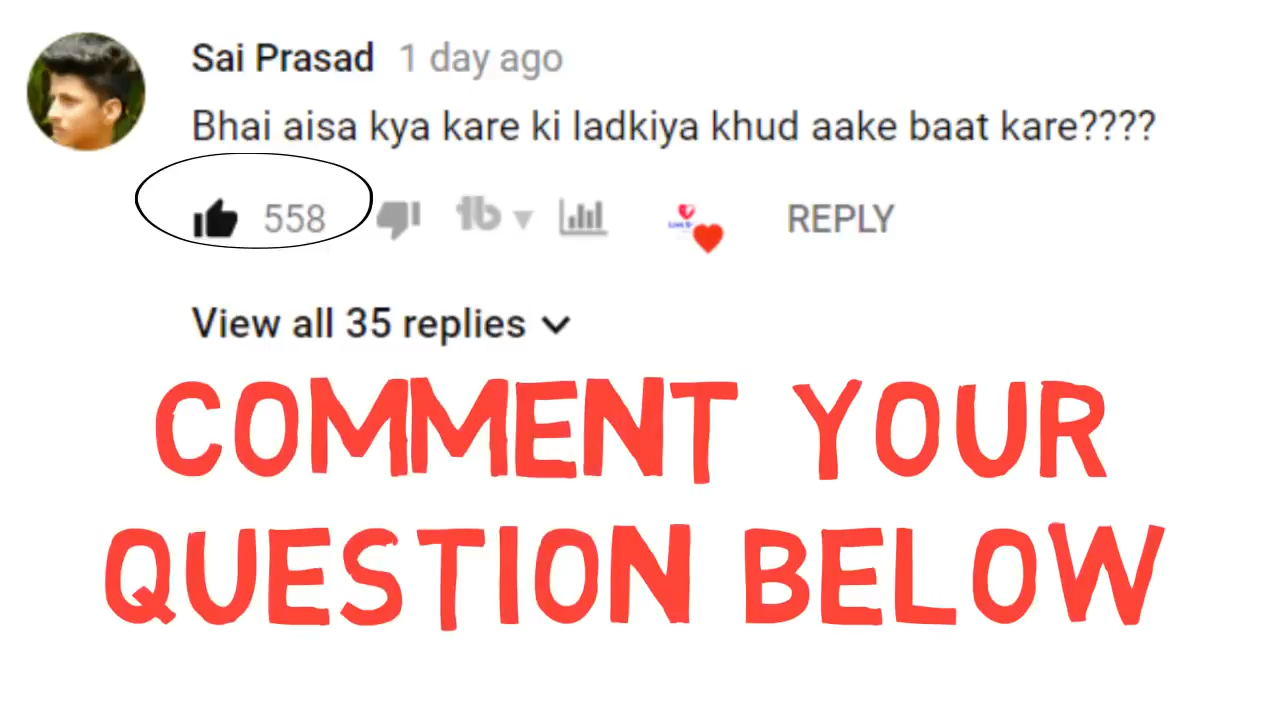 Sai Prasad 1 day ago
Bhai aisa kya kare ki ladkiya khud aake baat kare????
558 REPLY
View all 35 replies
COMMENT YOUR
QUESTION BELOW